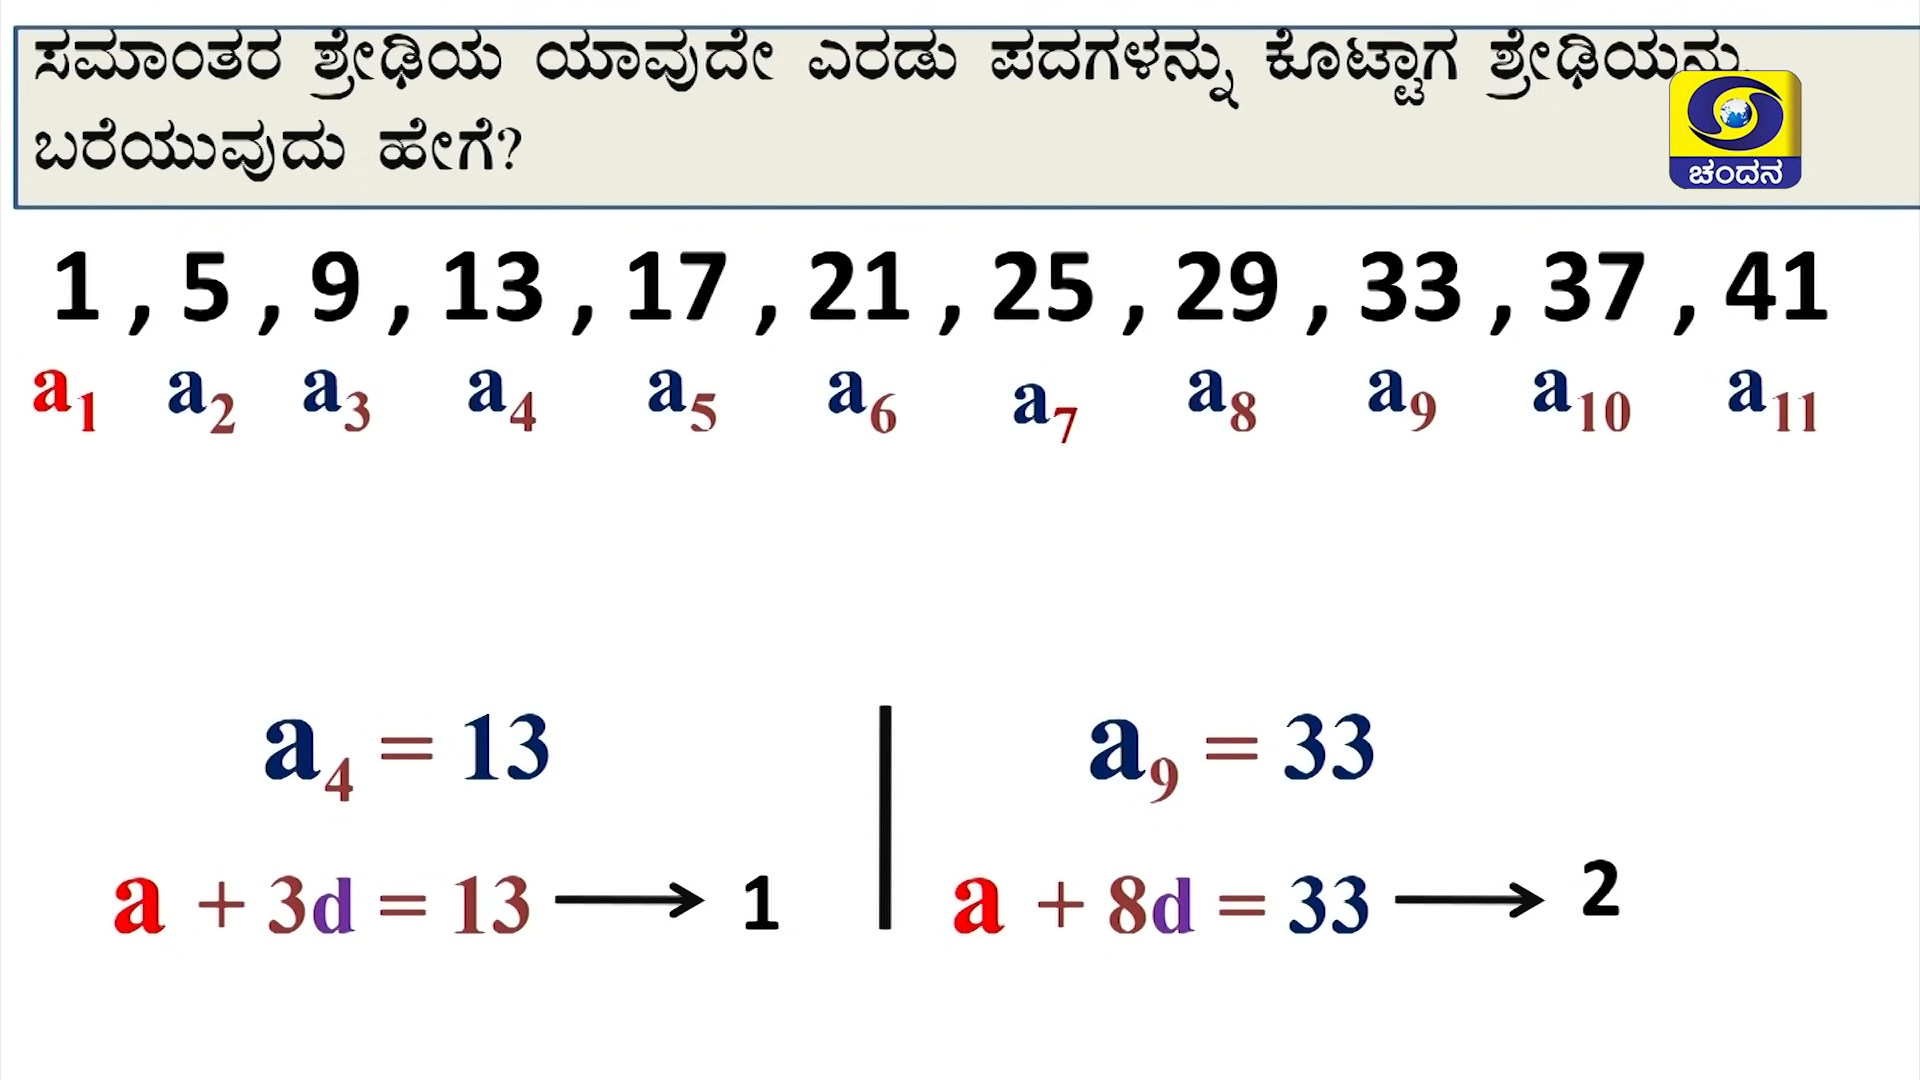 ಸಮಾಂತರ ಶ್ರೇಢಿಯ ಯಾವುದೇ ಎರಡು ಪದಗಳನ್ನು ಕೊಟ್ಟಾಗ ಶ್ರೇಢಿಯನ್ನು
ಬರೆಯುವುದು ಹೇಗೆ?
ಚಂದನ
1 , 5 , 9 , 13 , 17 , 21 , 25 , 29 , 33 , 37 , 41
a₁ a₂ a₃ a₄ a₅ a₆ a₇ a₈ a₉ a₁₀ a₁₁
a₄ = 13 a₉ = 33
a + 3d = 13 → 1 a + 8d = 33 → 2